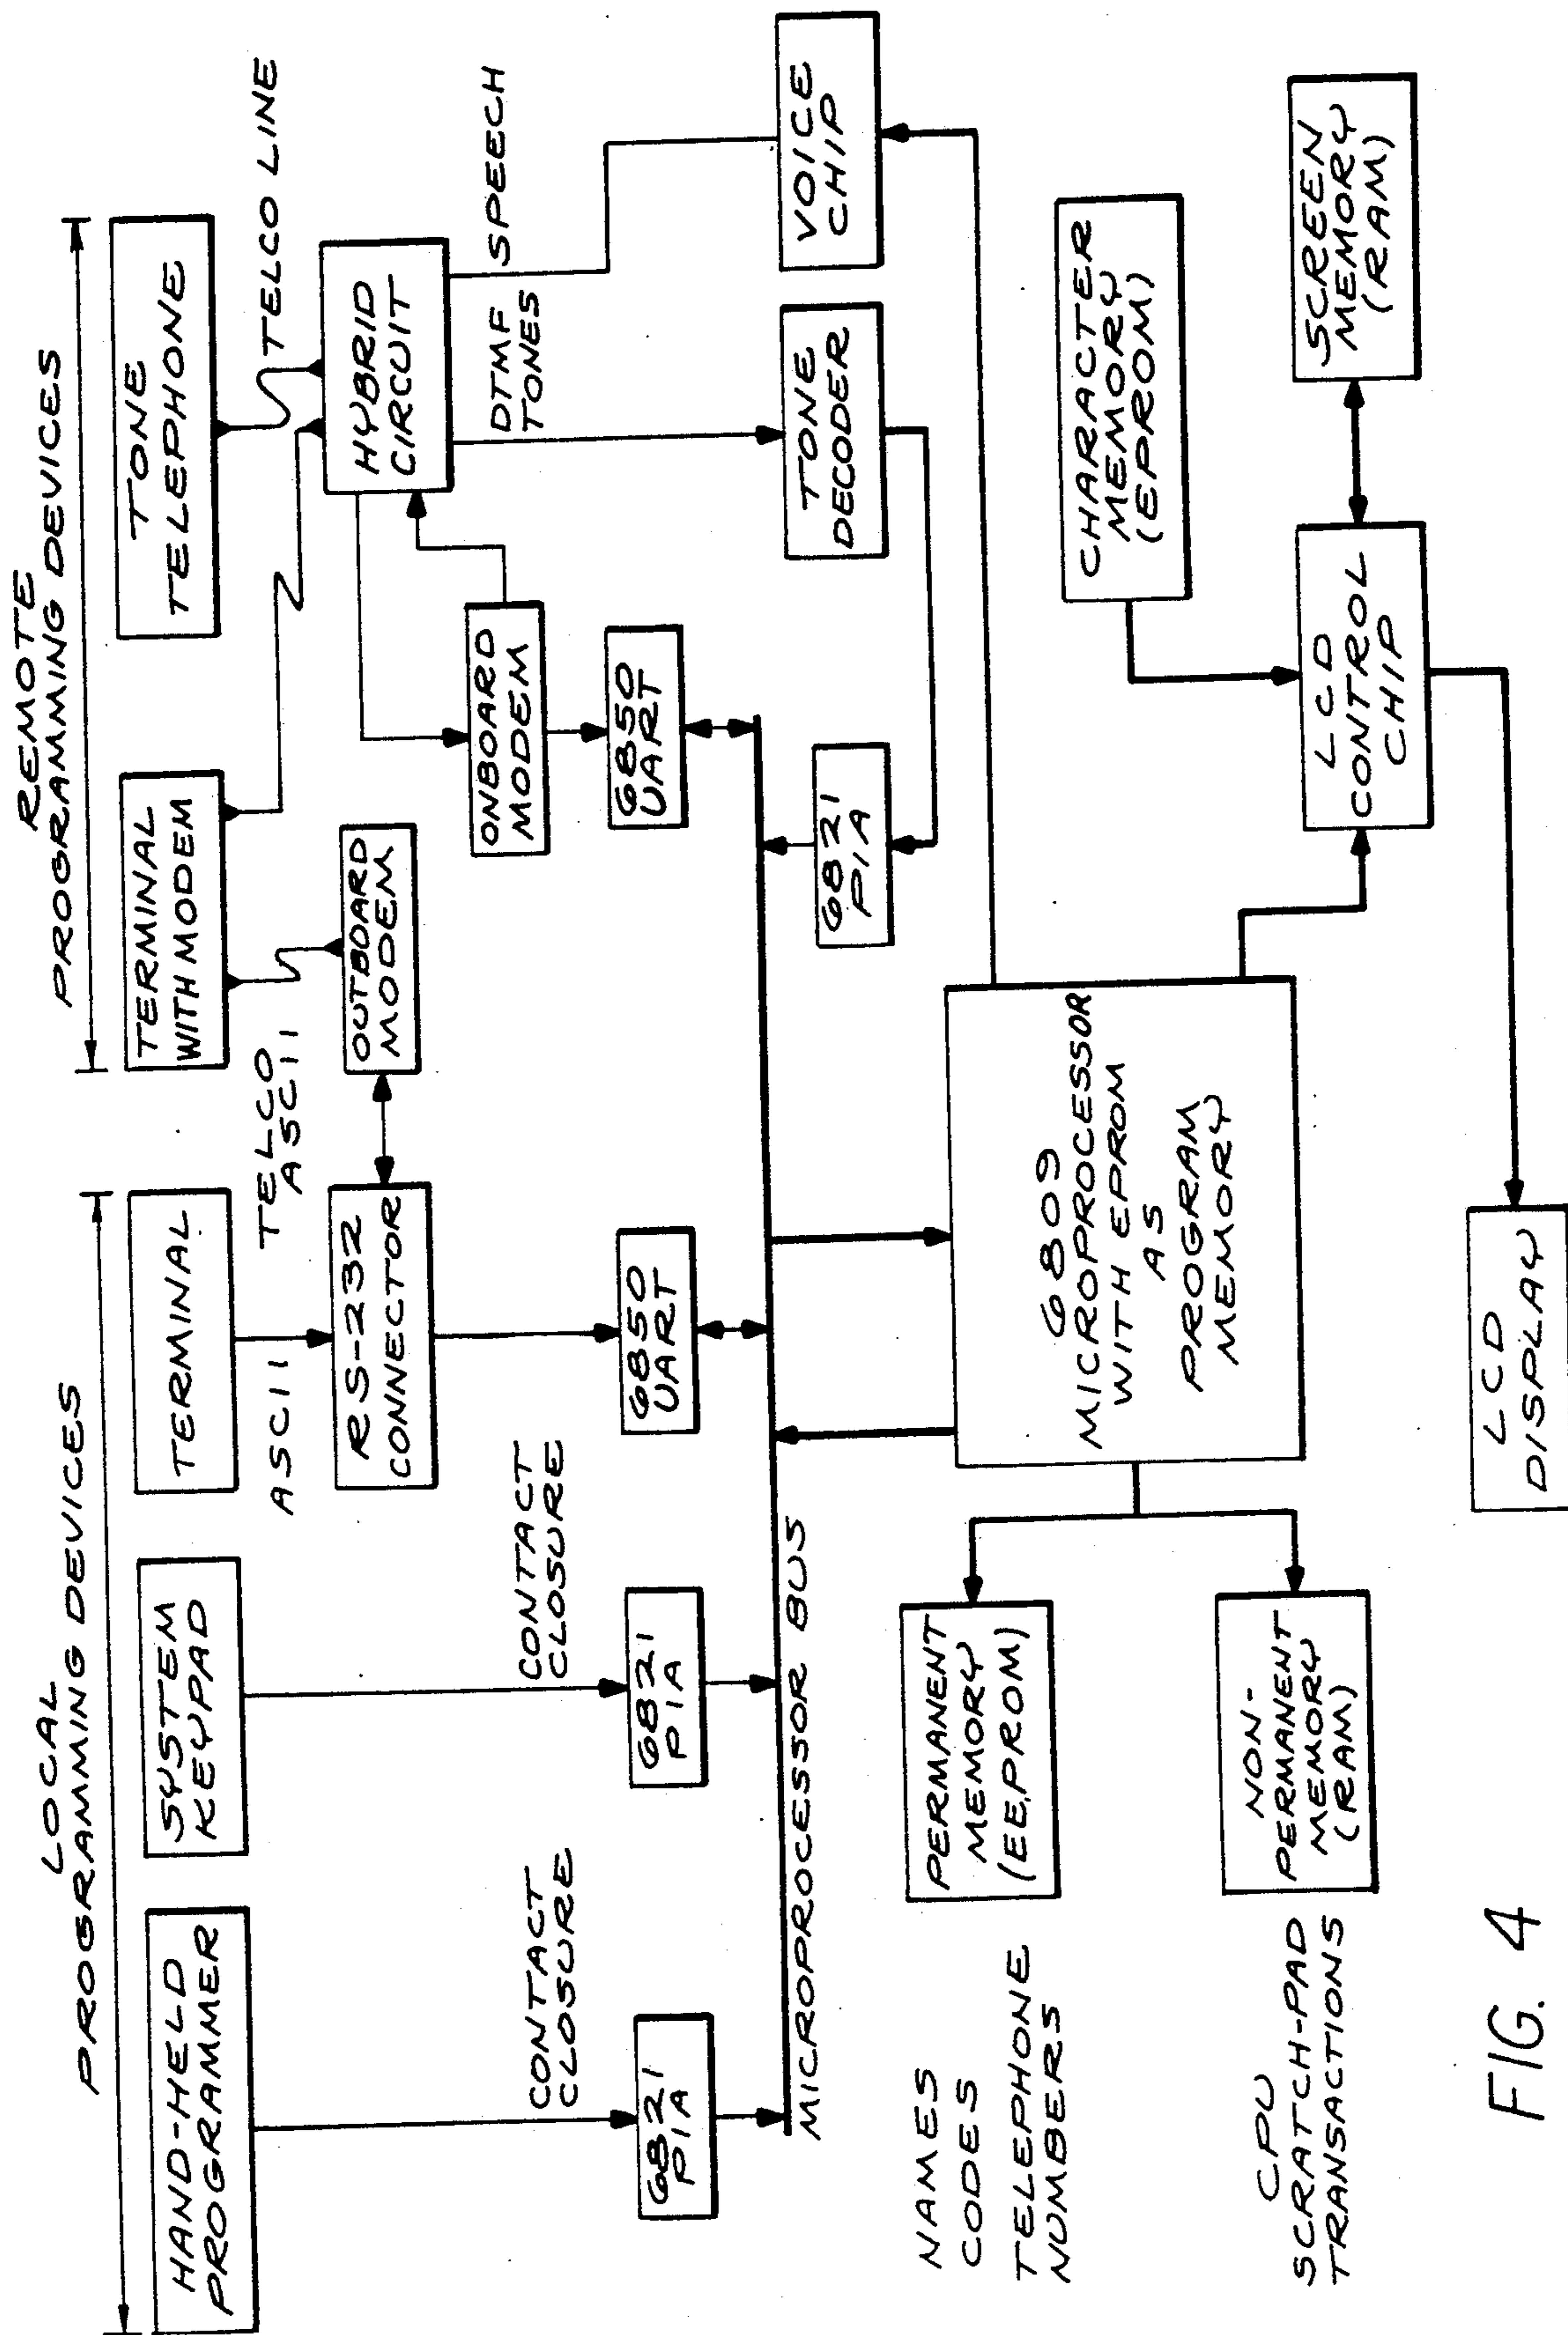 LOCAL
PROGRAMMING DEVICES
REMOTE
PROGRAMMING DEVICES
HAND-HELD
PROGRAMMER
SYSTEM
KEYPAD
TERMINAL
TERMINAL
WITH MODEM
TONE
TELEPHONE
ASCII
TELCO
ASCII
TELCO LINE
RS-232
CONNECTOR
OUTBOARD
MODEM
HYBRID
CIRCUIT
CONTACT
CLOSURE
CONTACT
CLOSURE
ONBOARD
MODEM
DTMF
TONES
SPEECH
6821
PIA
6821
PIA
6850
UART
6850
UART
MICROPROCESSOR BUS
6821
PIA
TONE
DECODER
VOICE
CHIP
NAMES
CODES
TELEPHONE
NUMBERS
PERMANENT
MEMORY
(EEPROM)
6809
MICROPROCESSOR
WITH EPROM
AS
PROGRAM
MEMORY
CHARACTER
MEMORY
(EPROM)
CPU
SCRATCH-PAD
TRANSACTIONS
NON-
PERMANENT
MEMORY
(RAM)
LCD
CONTROL
CHIP
SCREEN
MEMORY
(RAM)
LCD
DISPLAY
FIG. 4